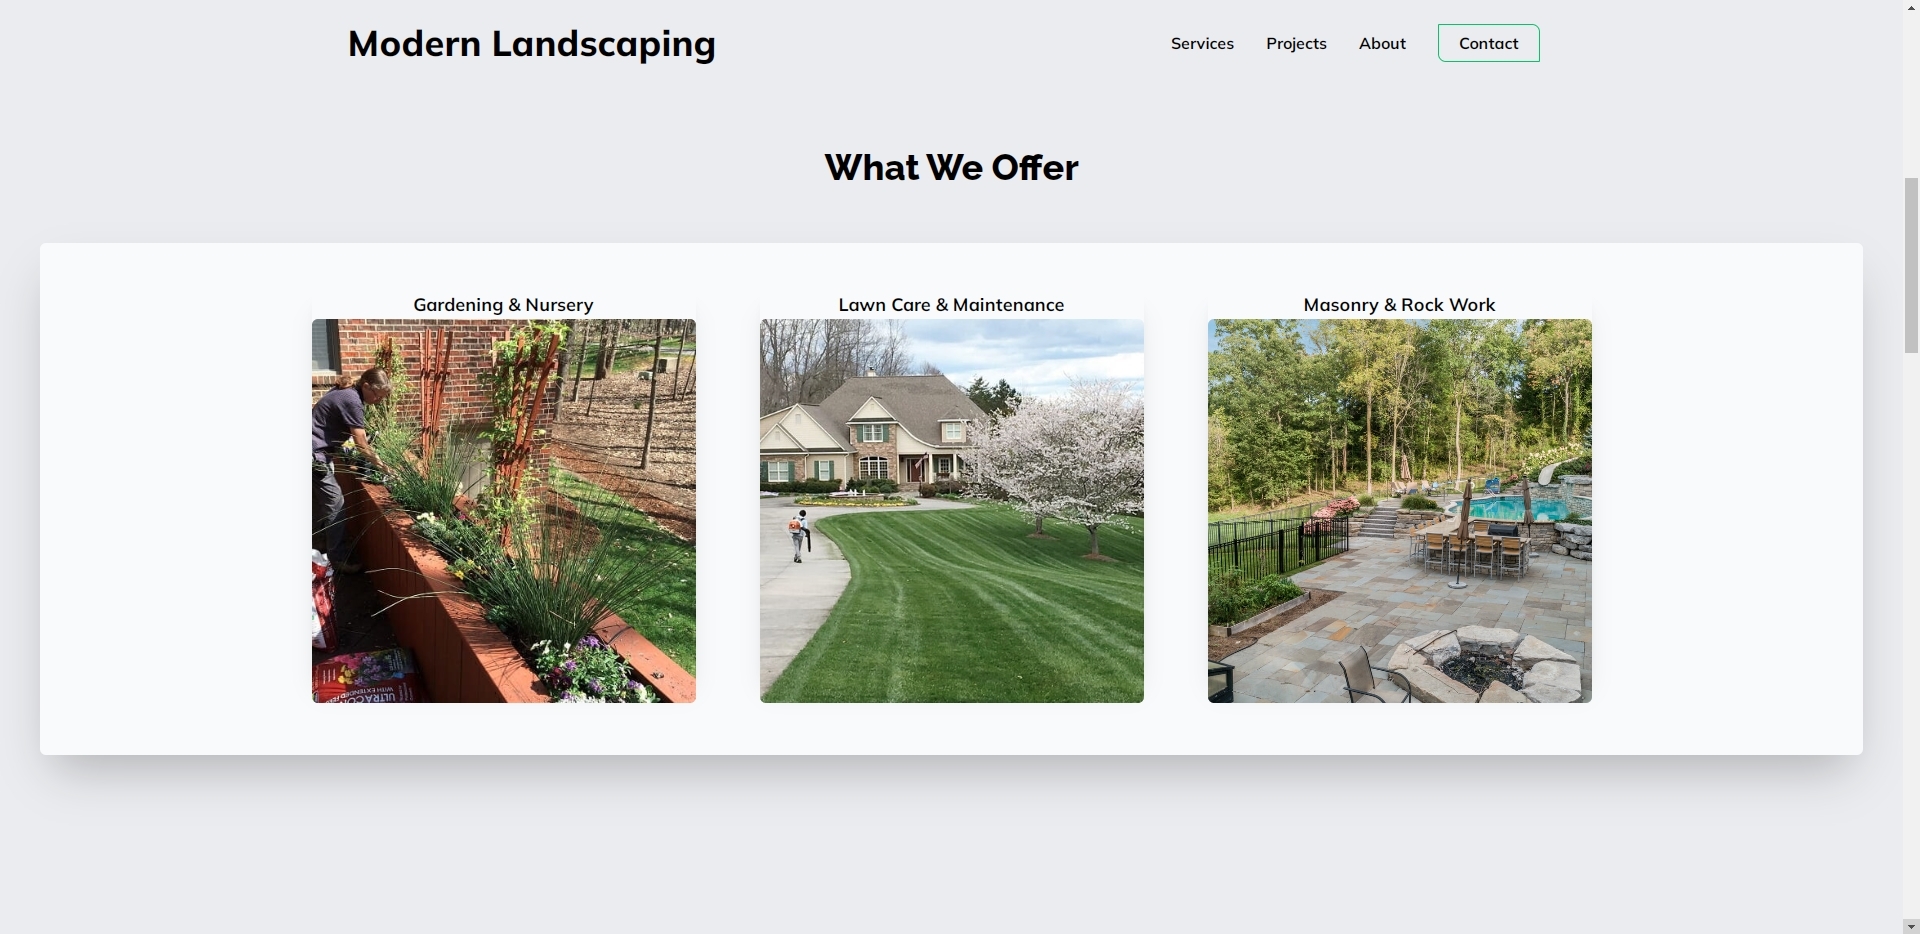 Modern Landscaping
Services
Projects
About
Contact
What We Offer
Gardening & Nursery
Lawn Care & Maintenance
Masonry & Rock Work